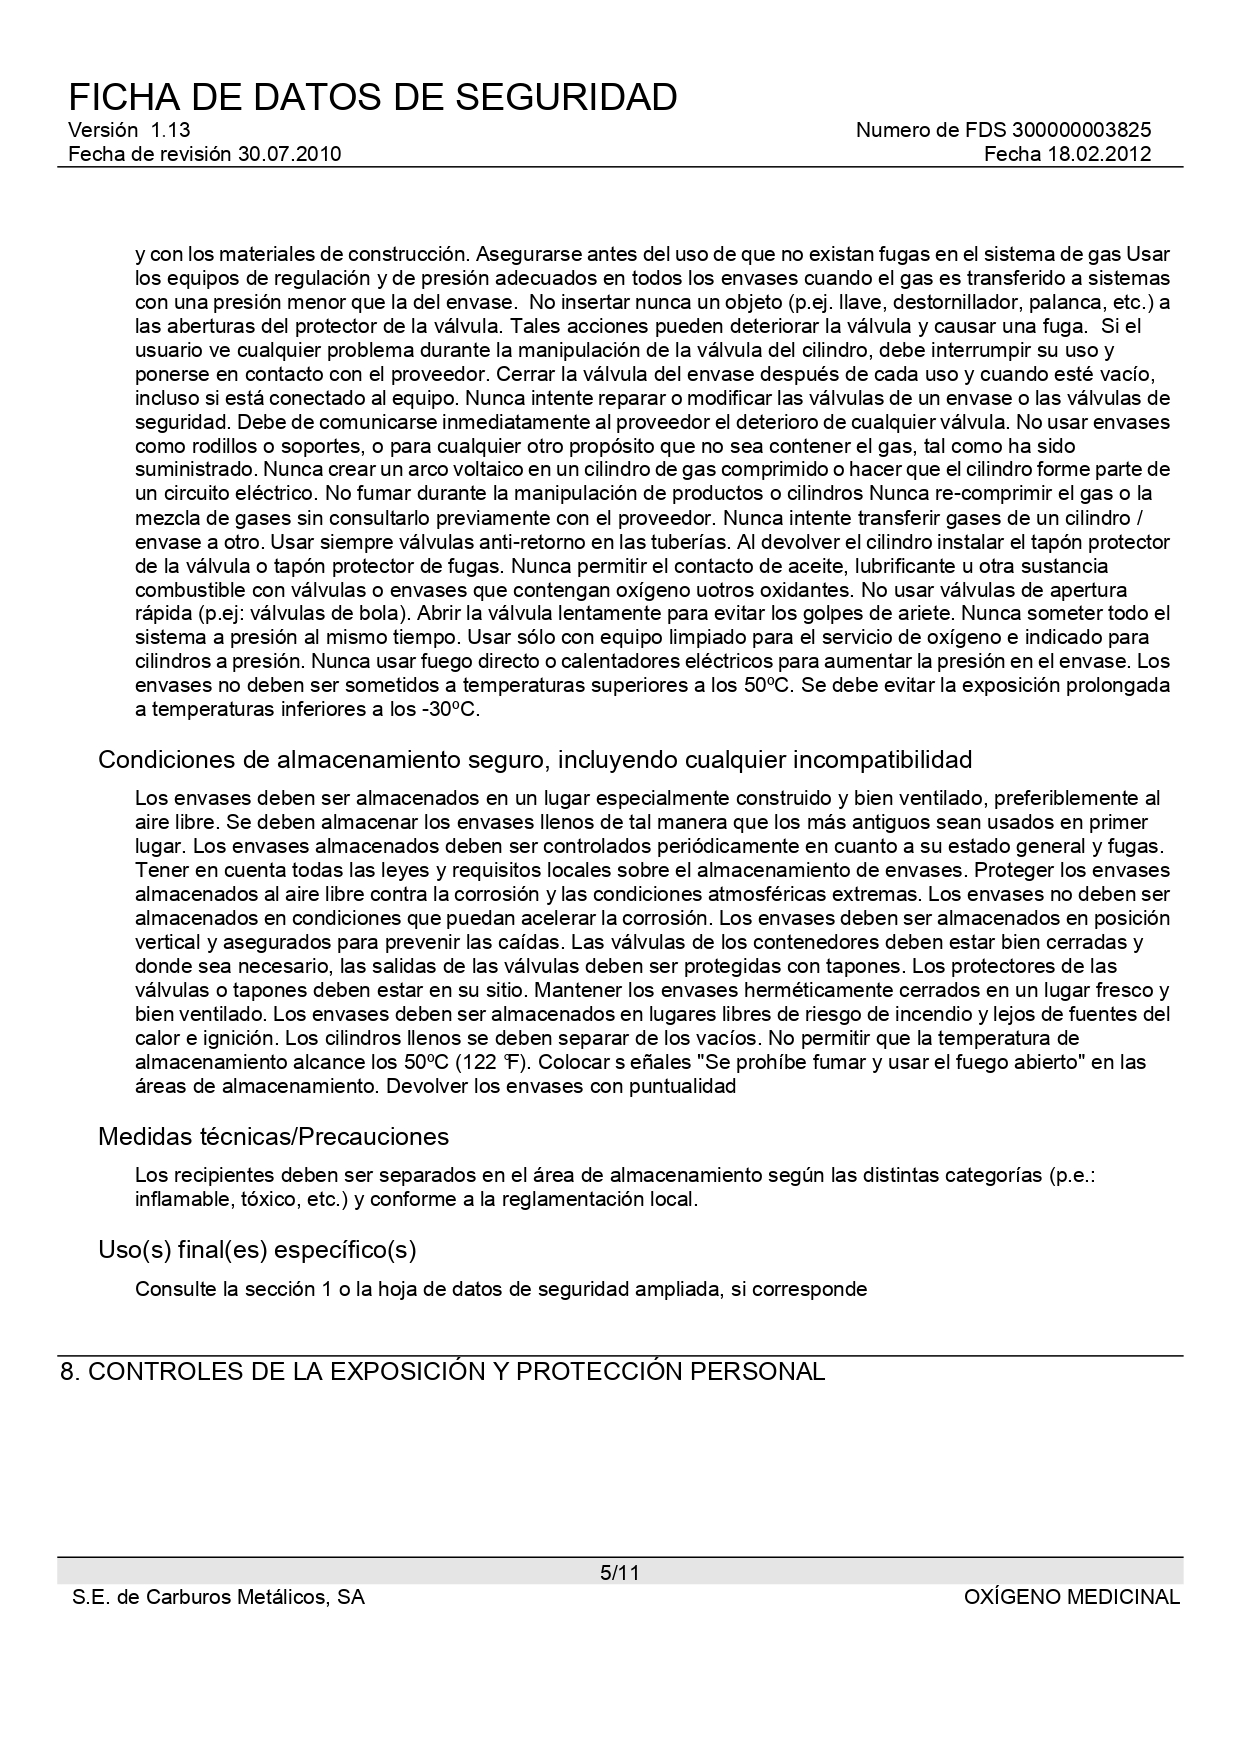 FICHA DE DATOS DE SEGURIDAD
Versión 1.13
Numero de FDS 300000003825
Fecha de revisión 30.07.2010
Fecha 18.02.2012
y con los materiales de construcción. Asegurarse antes del uso de que no existan fugas en el sistema de gas Usar
los equipos de regulación y de presión adecuados en todos los envases cuando el gas es transferido a sistemas
con una presión menor que la del envase.  No insertar nunca un objeto (p.ej. llave, destornillador, palanca, etc.) a
las aberturas del protector de la válvula. Tales acciones pueden deteriorar la válvula y causar una fuga.  Si el
usuario ve cualquier problema durante la manipulación de la válvula del cilindro, debe interrumpir su uso y
ponerse en contacto con el proveedor. Cerrar la válvula del envase después de cada uso y cuando esté vacío,
incluso si está conectado al equipo. Nunca intente reparar o modificar las válvulas de un envase o las válvulas de
seguridad. Debe de comunicarse inmediatamente al proveedor el deterioro de cualquier válvula. No usar envases
como rodillos o soportes, o para cualquier otro propósito que no sea contener el gas, tal como ha sido
suministrado. Nunca crear un arco voltaico en un cilindro de gas comprimido o hacer que el cilindro forme parte de
un circuito eléctrico. No fumar durante la manipulación de productos o cilindros Nunca re-comprimir el gas o la
mezcla de gases sin consultarlo previamente con el proveedor. Nunca intente transferir gases de un cilindro /
envase a otro. Usar siempre válvulas anti-retorno en las tuberías. Al devolver el cilindro instalar el tapón protector
de la válvula o tapón protector de fugas. Nunca permitir el contacto de aceite, lubrificante u otra sustancia
combustible con válvulas o envases que contengan oxígeno uotros oxidantes. No usar válvulas de apertura
rápida (p.ej: válvulas de bola). Abrir la válvula lentamente para evitar los golpes de ariete. Nunca someter todo el
sistema a presión al mismo tiempo. Usar sólo con equipo limpiado para el servicio de oxígeno e indicado para
cilindros a presión. Nunca usar fuego directo o calentadores eléctricos para aumentar la presión en el envase. Los
envases no deben ser sometidos a temperaturas superiores a los 50ºC. Se debe evitar la exposición prolongada
a temperaturas inferiores a los -30ºC.
Condiciones de almacenamiento seguro, incluyendo cualquier incompatibilidad
Los envases deben ser almacenados en un lugar especialmente construido y bien ventilado, preferiblemente al
aire libre. Se deben almacenar los envases llenos de tal manera que los más antiguos sean usados en primer
lugar. Los envases almacenados deben ser controlados periódicamente en cuanto a su estado general y fugas.
Tener en cuenta todas las leyes y requisitos locales sobre el almacenamiento de envases. Proteger los envases
almacenados al aire libre contra la corrosión y las condiciones atmosféricas extremas. Los envases no deben ser
almacenados en condiciones que puedan acelerar la corrosión. Los envases deben ser almacenados en posición
vertical y asegurados para prevenir las caídas. Las válvulas de los contenedores deben estar bien cerradas y
donde sea necesario, las salidas de las válvulas deben ser protegidas con tapones. Los protectores de las
válvulas o tapones deben estar en su sitio. Mantener los envases herméticamente cerrados en un lugar fresco y
bien ventilado. Los envases deben ser almacenados en lugares libres de riesgo de incendio y lejos de fuentes del
calor e ignición. Los cilindros llenos se deben separar de los vacíos. No permitir que la temperatura de
almacenamiento alcance los 50ºC (122 °F). Colocar s eñales "Se prohíbe fumar y usar el fuego abierto" en las
áreas de almacenamiento. Devolver los envases con puntualidad
Medidas técnicas/Precauciones
Los recipientes deben ser separados en el área de almacenamiento según las distintas categorías (p.e.:
inflamable, tóxico, etc.) y conforme a la reglamentación local.
Uso(s) final(es) específico(s)
Consulte la sección 1 o la hoja de datos de seguridad ampliada, si corresponde
8. CONTROLES DE LA EXPOSICIÓN Y PROTECCIÓN PERSONAL
5/11
S.E. de Carburos Metálicos, SA
OXÍGENO MEDICINAL